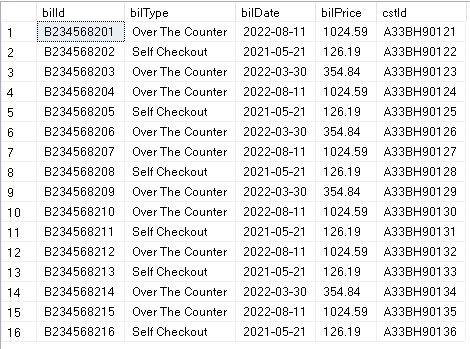 billd bilType bilDate bilPrice cstId
1 B234568201 Over The Counter 2022-08-11 1024.59 A33BH90121
2 B234568202 Self Checkout 2021-05-21 126.19 A33BH90122
3 B234568203 Over The Counter 2022-03-30 354.84 A33BH90123
4 B234568204 Over The Counter 2022-08-11 1024.59 A33BH90124
5 B234568205 Self Checkout 2021-05-21 126.19 A33BH90125
6 B234568206 Over The Counter 2022-03-30 354.84 A33BH90126
7 B234568207 Over The Counter 2022-08-11 1024.59 A33BH90127
8 B234568208 Self Checkout 2021-05-21 126.19 A33BH90128
9 B234568209 Over The Counter 2022-03-30 354.84 A33BH90129
10 B234568210 Over The Counter 2022-08-11 1024.59 A33BH90130
11 B234568211 Self Checkout 2021-05-21 126.19 A33BH90131
12 B234568212 Over The Counter 2022-08-11 1024.59 A33BH90132
13 B234568213 Self Checkout 2021-05-21 126.19 A33BH90133
14 B234568214 Over The Counter 2022-03-30 354.84 A33BH90134
15 B234568215 Over The Counter 2022-08-11 1024.59 A33BH90135
16 B234568216 Self Checkout 2021-05-21 126.19 A33BH90136